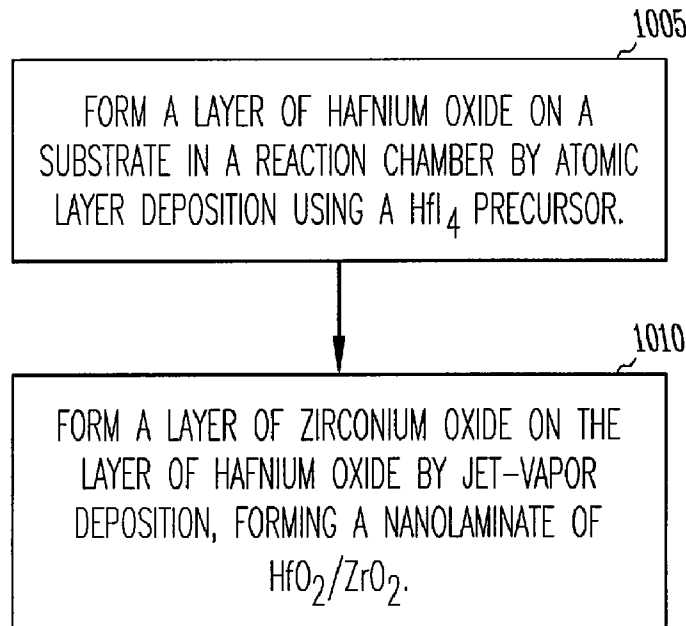 1005
FORM A LAYER OF HAFNIUM OXIDE ON A
SUBSTRATE IN A REACTION CHAMBER BY ATOMIC
LAYER DEPOSITION USING A HfI₄ PRECURSOR.
1010
FORM A LAYER OF ZIRCONIUM OXIDE ON THE
LAYER OF HAFNIUM OXIDE BY JET-VAPOR
DEPOSITION, FORMING A NANOLAMINATE OF
HfO₂/ZrO₂.